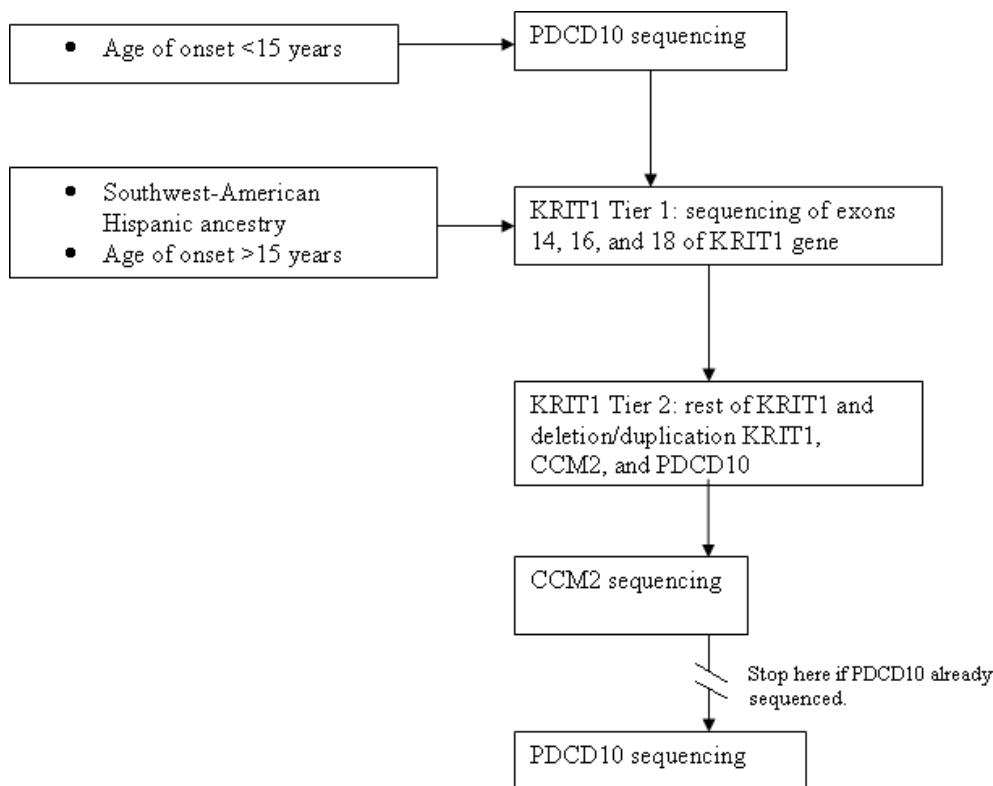 • Age of onset <15 years
PDCD10 sequencing
• Southwest-American
Hispanic ancestry
• Age of onset >15 years
KRIT1 Tier 1: sequencing of exons
14, 16, and 18 of KRIT1 gene
KRIT1 Tier 2: rest of KRIT1 and
deletion/duplication KRIT1,
CCM2, and PDCD10
CCM2 sequencing
Stop here if PDCD10 already
sequenced.
PDCD10 sequencing